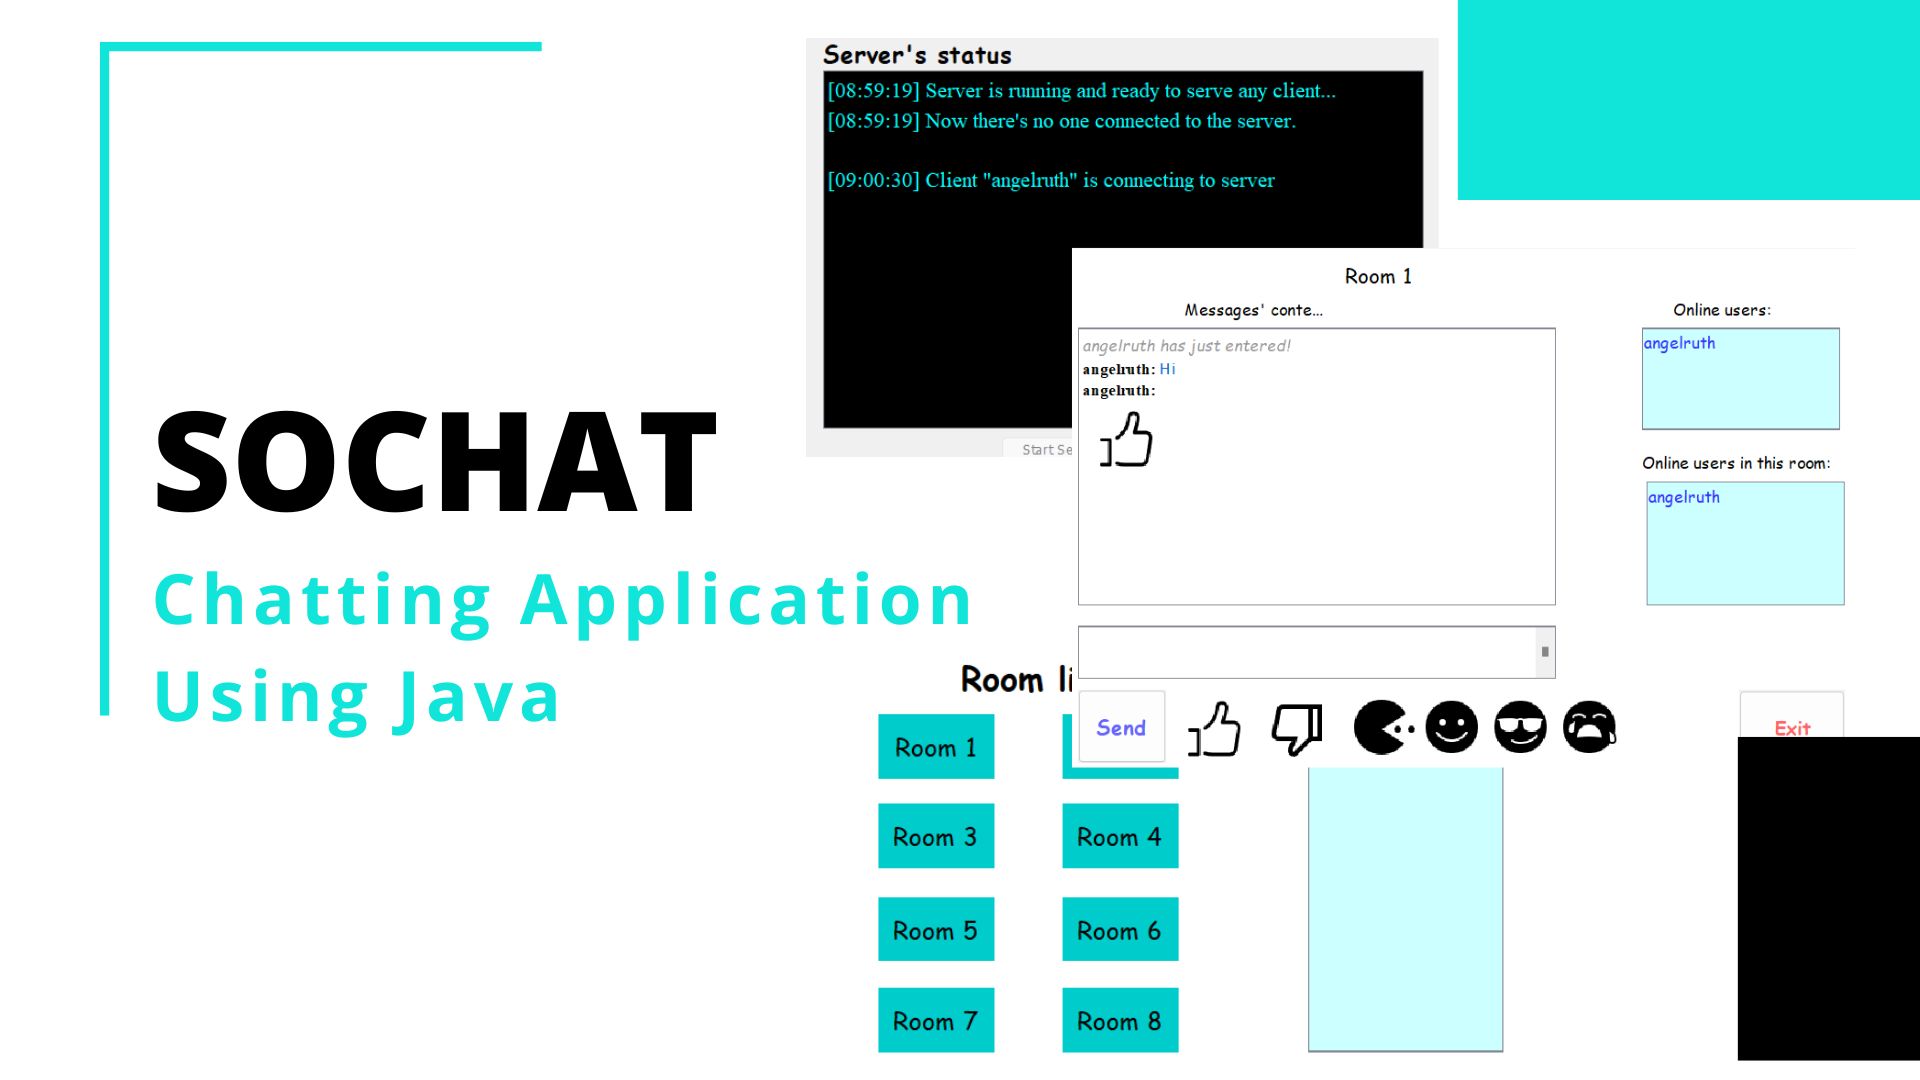 SOCHAT
Chatting Application
Using Java
Server's status
[08:59:19] Server is running and ready to serve any client...
[08:59:19] Now there's no one connected to the server.
[09:00:30] Client "angelruth" is connecting to server
Start Se
Room 1
Messages' conte...
angelruth has just entered!
angelruth: Hi
angelruth:
Online users:
angelruth
Online users in this room:
angelruth
Send
Exit
Room li
Room 1
Room 3
Room 4
Room 5
Room 6
Room 7
Room 8